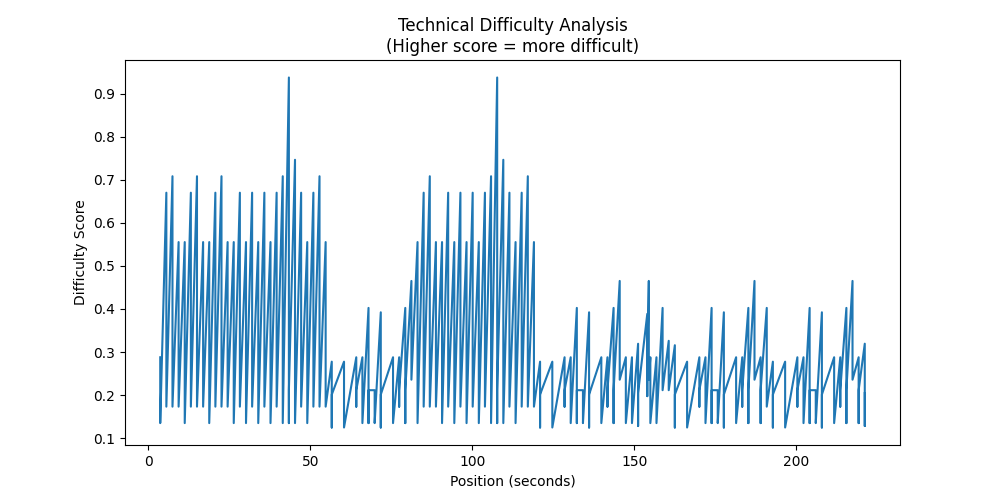 Technical Difficulty Analysis
(Higher score = more difficult)
Difficulty Score
0.9
0.8
0.7
0.6
0.5
0.4
0.3
0.2
0.1
0 50 100 150 200
Position (seconds)